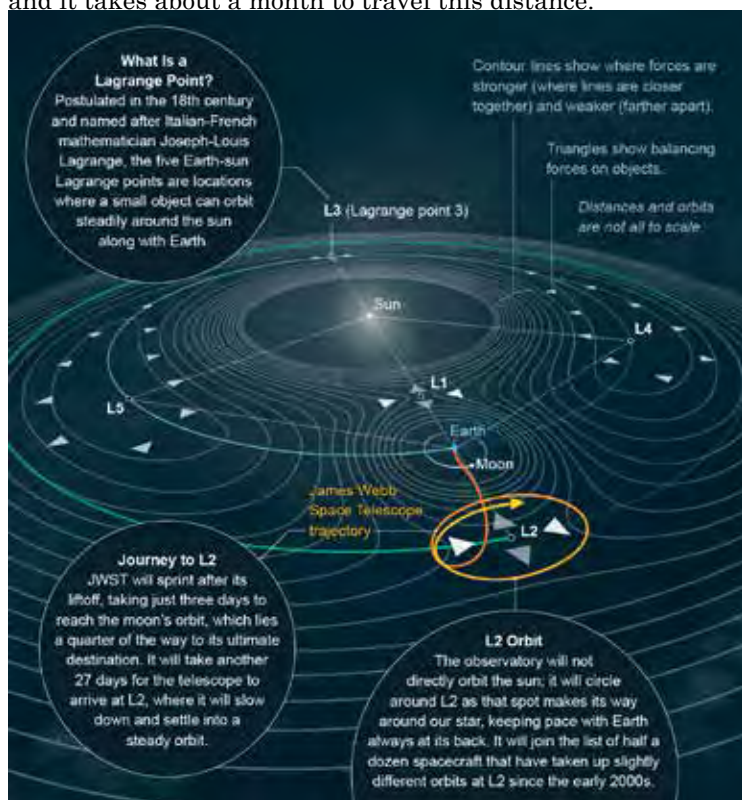 and it takes about a month to travel this distance.
What Is a
Lagrange Point?
Postulated in the 18th century
and named after Italian-French
mathematician Joseph-Louis
Lagrange, the five Earth-sun
Lagrange points are locations
where a small object can orbit
steadily around the sun
along with Earth
Contour lines show where forces are
stronger (where lines are closer
together) and weaker (farther apart).
Triangles show balancing
forces on objects.
Distances and orbits
are not all to scale
L3 (Lagrange point 3)
Sun
L4
L1
L5
Earth
Moon
James Webb
Space Telescope
trajectory
L2
Journey to L2
JWST will sprint after its
liftoff, taking just three days to
reach the moon's orbit, which lies
a quarter of the way to its ultimate
destination. It will take another
27 days for the telescope to
arrive at L2, where it will slow
down and settle into a
steady orbit.
L2 Orbit
The observatory will not
directly orbit the sun; it will circle
around L2 as that spot makes its way
around our star, keeping pace with Earth
always at its back. It will join the list of half a
dozen spacecraft that have taken up slightly
different orbits at L2 since the early 2000s.